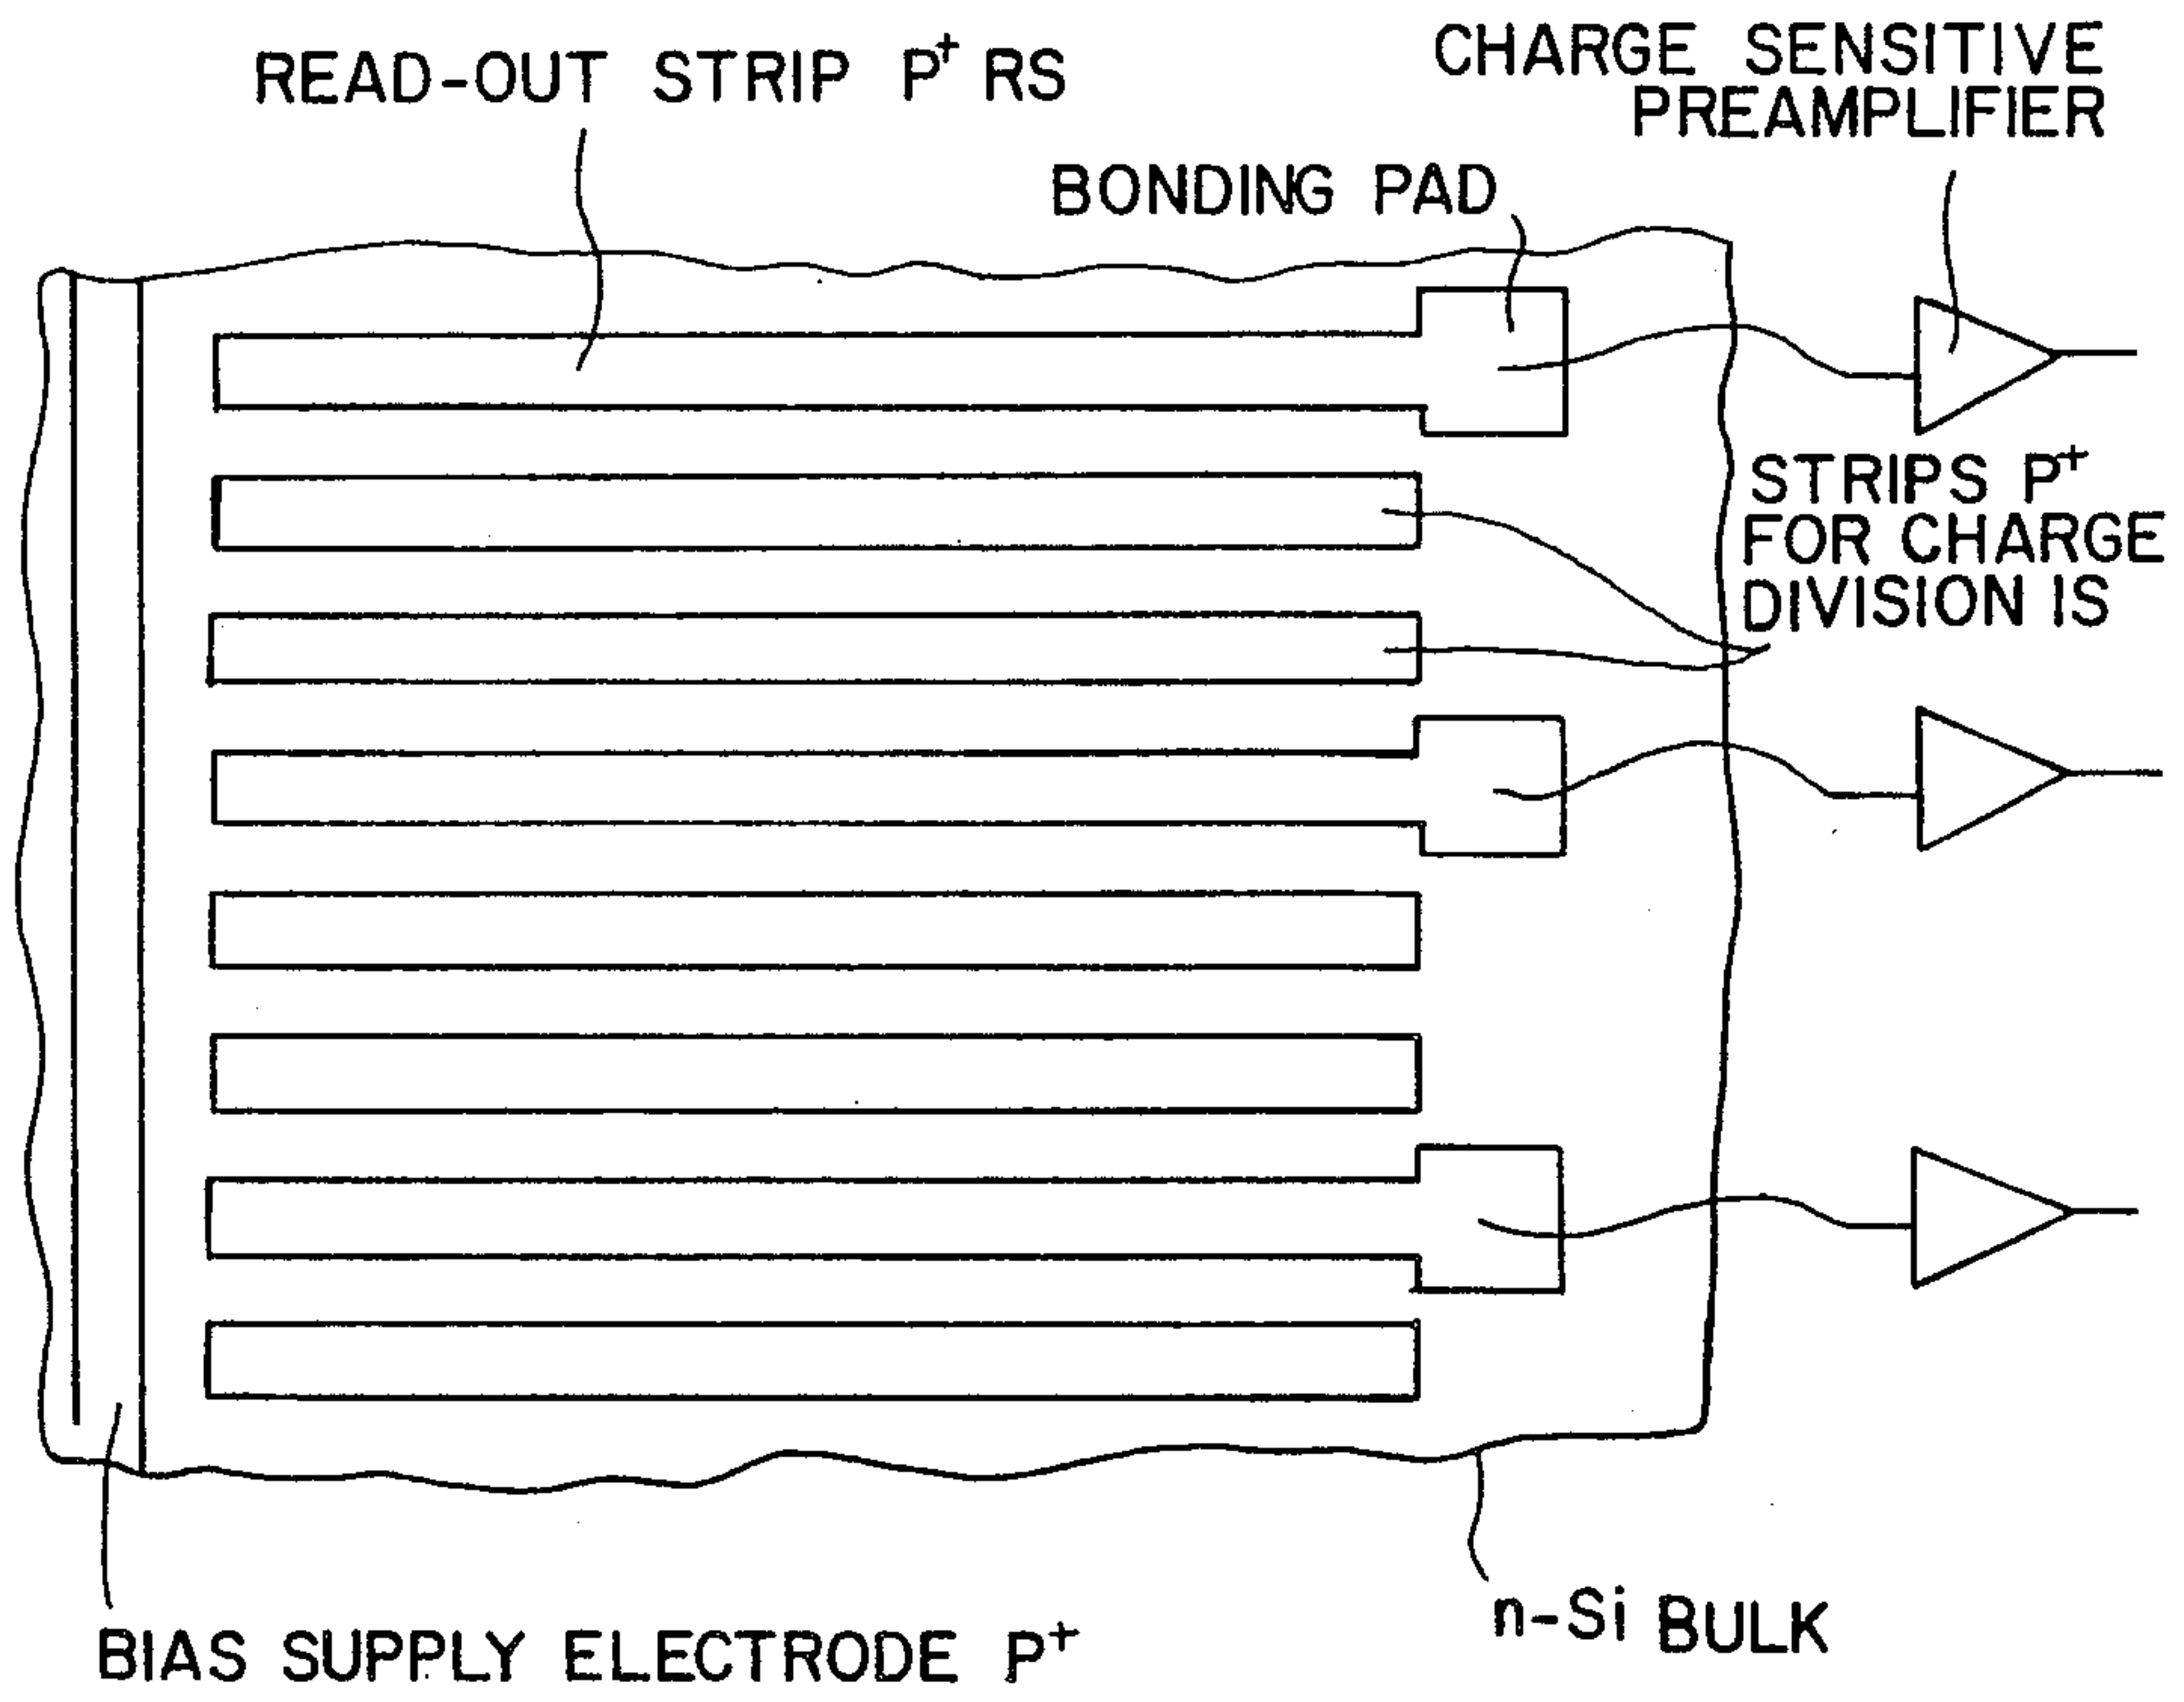 READ-OUT STRIP P⁺ RS
CHARGE SENSITIVE
PREAMPLIFIER
BONDING PAD
STRIPS P⁺
FOR CHARGE
DIVISION IS
n-Si BULK
BIAS SUPPLY ELECTRODE P⁺